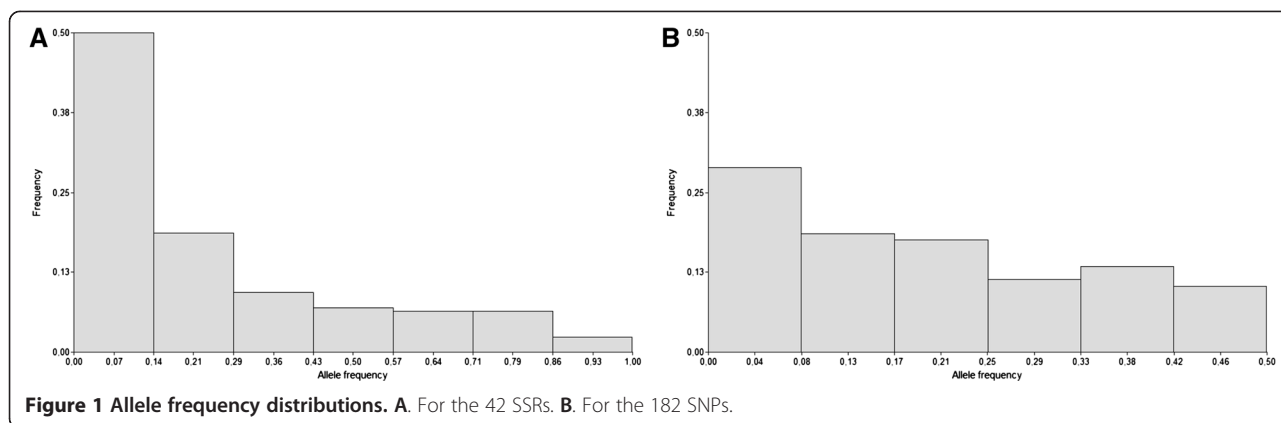 A
0.50
0.38
0.25
0.13
0.00
Frequency
0.00 0.07 0.14 0.21 0.29 0.36 0.43 0.50 0.57 0.64 0.71 0.79 0.86 0.93 1.00
Allele frequency
B
0.50
0.38
0.25
0.13
0.00
Frequency
0.00 0.04 0.08 0.13 0.17 0.21 0.25 0.29 0.33 0.38 0.42 0.46 0.50
Allele frequency
Figure 1 Allele frequency distributions. A. For the 42 SSRs. B. For the 182 SNPs.